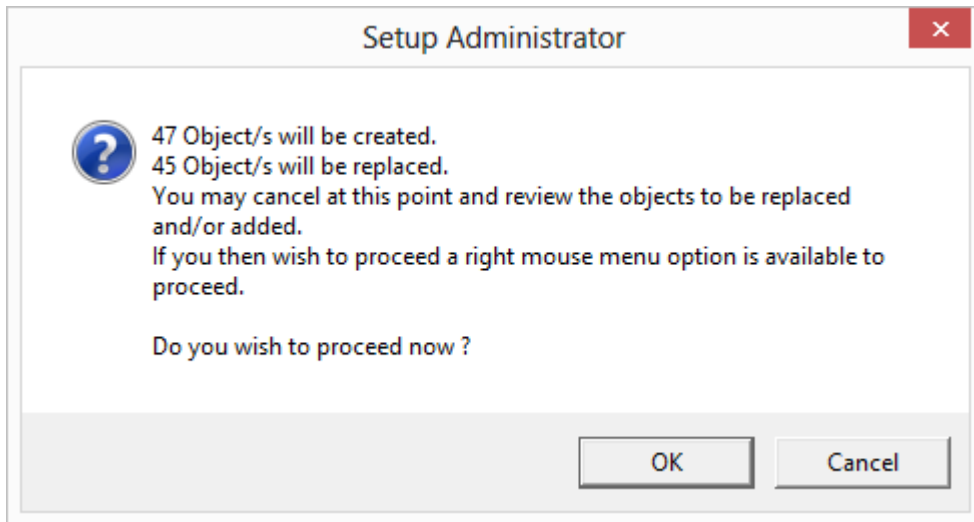 Setup Administrator
47 Object/s will be created.
45 Object/s will be replaced.
You may cancel at this point and review the objects to be replaced
and/or added.
If you then wish to proceed a right mouse menu option is available to
proceed.
Do you wish to proceed now ?
OK
Cancel